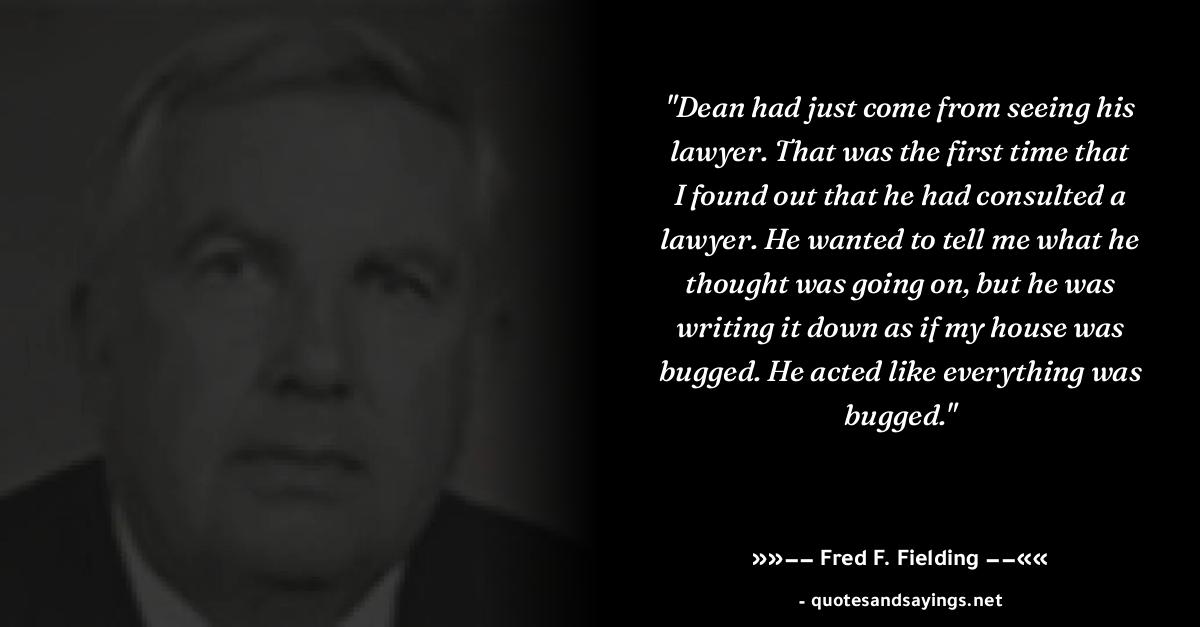 "Dean had just come from seeing his
lawyer. That was the first time that
I found out that he had consulted a
lawyer. He wanted to tell me what he
thought was going on, but he was
writing it down as if my house was
bugged. He acted like everything was
bugged."
»»–– Fred F. Fielding ––««
- quotesandsayings.net